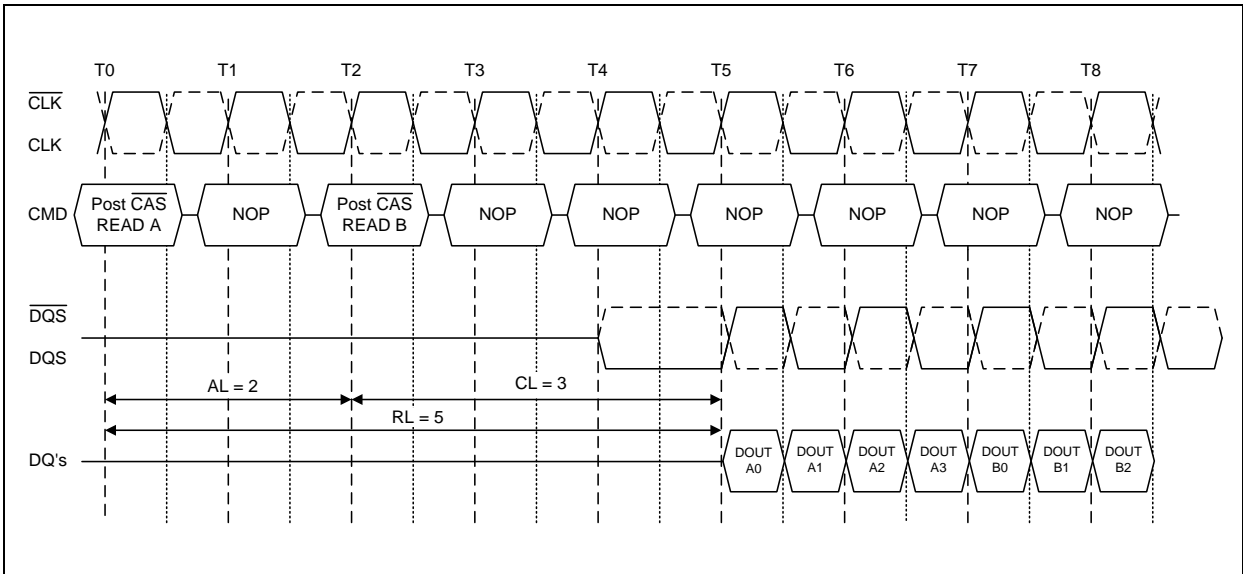 T0 T1 T2 T3 T4 T5 T6 T7 T8
CLK
CLK
CMD
Post CAS
READ A
NOP
Post CAS
READ B
NOP
NOP
NOP
NOP
NOP
NOP
DQS
DQS
AL = 2
CL = 3
RL = 5
DQ's
DOUT
A0
DOUT
A1
DOUT
A2
DOUT
A3
DOUT
B0
DOUT
B1
DOUT
B2